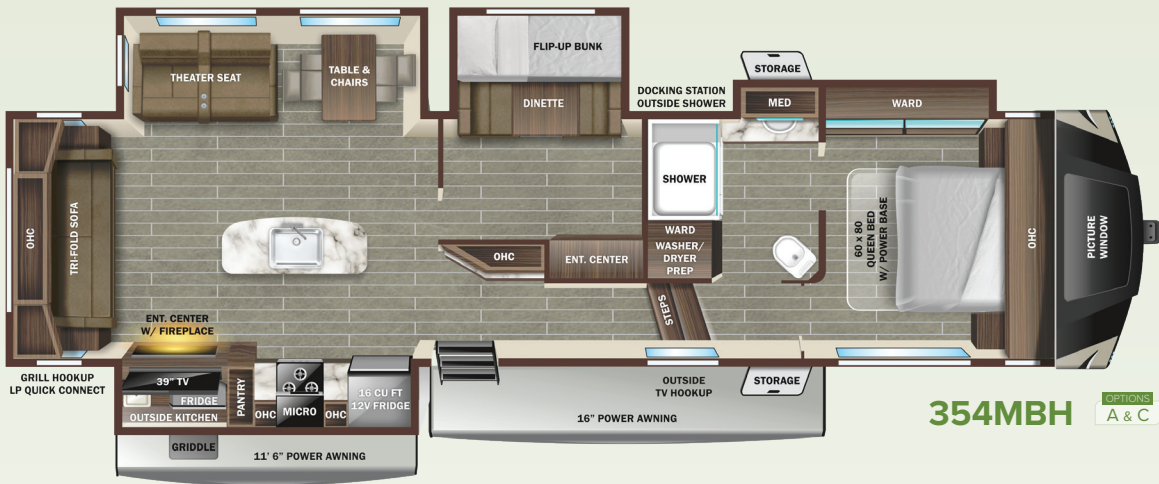 FLIP-UP BUNK
THEATER SEAT
TABLE &
CHAIRS
DINETTE
STORAGE
DOCKING STATION
OUTSIDE SHOWER
MED
WARD
SHOWER
OHC
TRI-FOLD SOFA
WARD
WASHER/
DRYER
PREP
OHC
ENT. CENTER
60 x 80
QUEEN BED
W/ POWER BASE
OHC
PICTURE
WINDOW
STEPS
ENT. CENTER
W/ FIREPLACE
GRILL HOOKUP
LP QUICK CONNECT
39" TV
FRIDGE
OUTSIDE KITCHEN
PANTRY
OHC
MICRO
OHC
16 CU FT
12V FRIDGE
OUTSIDE
TV HOOKUP
STORAGE
16" POWER AWNING
GRIDDLE
11' 6" POWER AWNING
354MBH
OPTIONS
A & C